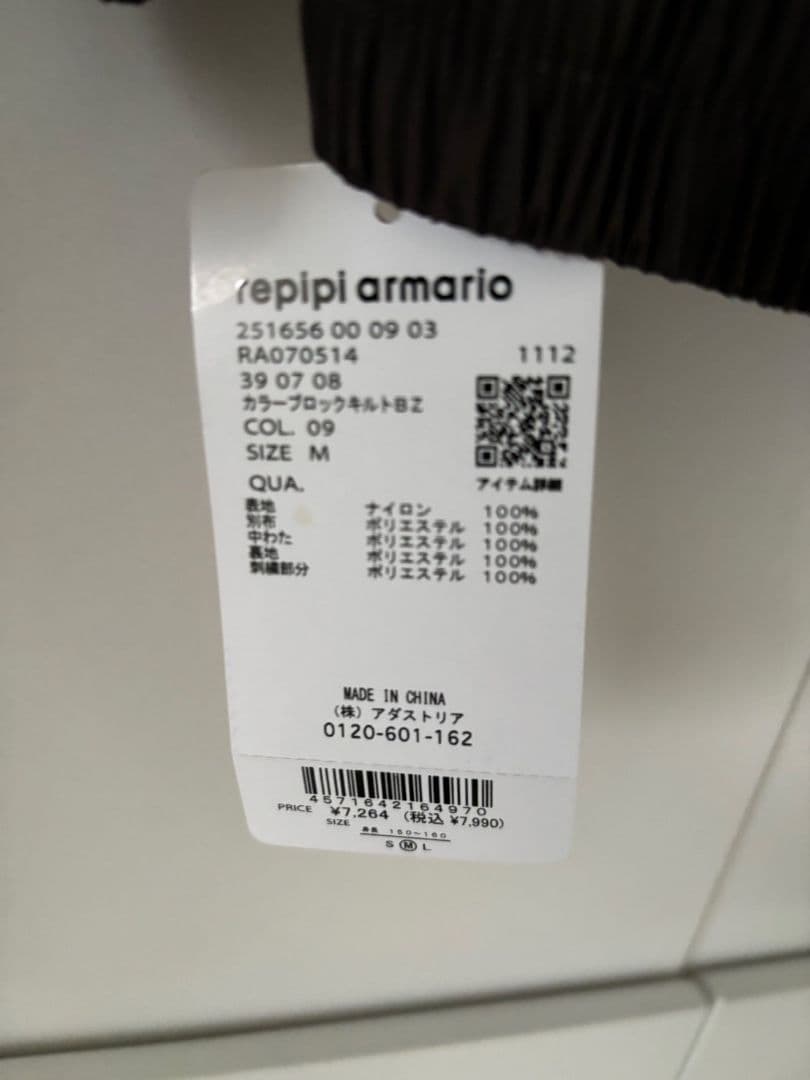 repipi armario
251656 00 09 03
RA070514 1112
39 07 08
カラーブロックキルトBZ
COL. 09
SIZE M
アイテム詳細
QUA.
表地 ナイロン 100%
別布 ポリエステル 100%
中わた ポリエステル 100%
裏地 ポリエステル 100%
刺繍部分 ポリエステル 100%
MADE IN CHINA
(株) アダストリア
0120-601-162
4571642164970
PRICE ¥7,264 (税込 ¥7,990)
SIZE 身長 150~160
S M L